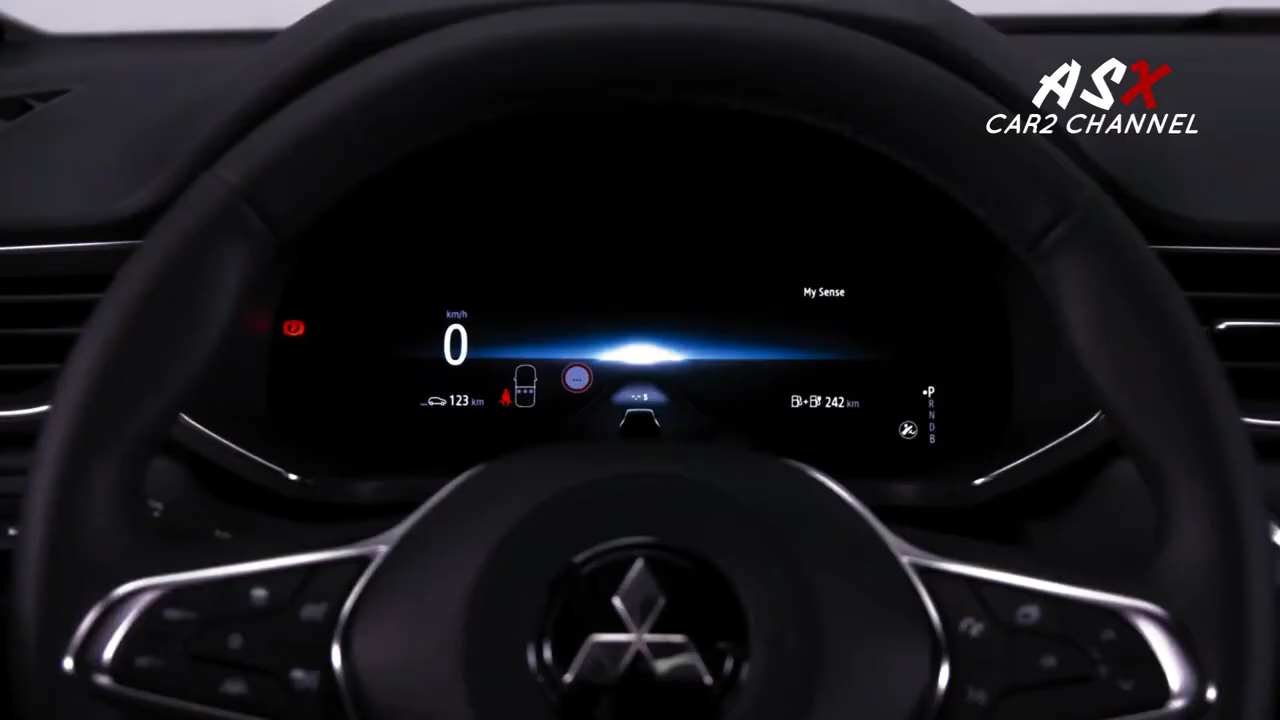 ASX
CAR2 CHANNEL
My Sense
km/h
0
...123 km
...
-.- s
+ 242 km
•P
R
N
D
B